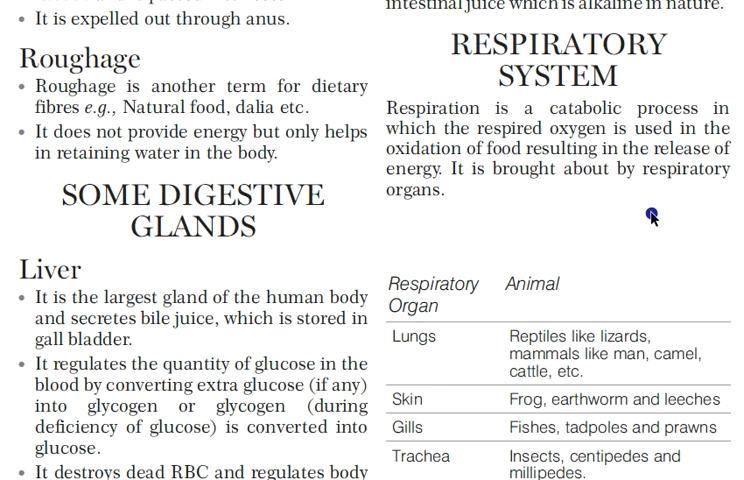 • It is expelled out through anus.
Roughage
• Roughage is another term for dietary
fibres e.g., Natural food, dalia etc.
• It does not provide energy but only helps
in retaining water in the body.
SOME DIGESTIVE
GLANDS
Liver
• It is the largest gland of the human body
and secretes bile juice, which is stored in
gall bladder.
• It regulates the quantity of glucose in the
blood by converting extra glucose (if any)
into glycogen or glycogen (during
deficiency of glucose) is converted into
glucose.
• It destroys dead RBC and regulates body
intestinal juice which is alkaline in nature.
RESPIRATORY
SYSTEM
Respiration is a catabolic process in
which the respired oxygen is used in the
oxidation of food resulting in the release of
energy. It is brought about by respiratory
organs.
Respiratory Organ Animal
Lungs Reptiles like lizards,
mammals like man, camel,
cattle, etc.
Skin Frog, earthworm and leeches
Gills Fishes, tadpoles and prawns
Trachea Insects, centipedes and
millipedes.